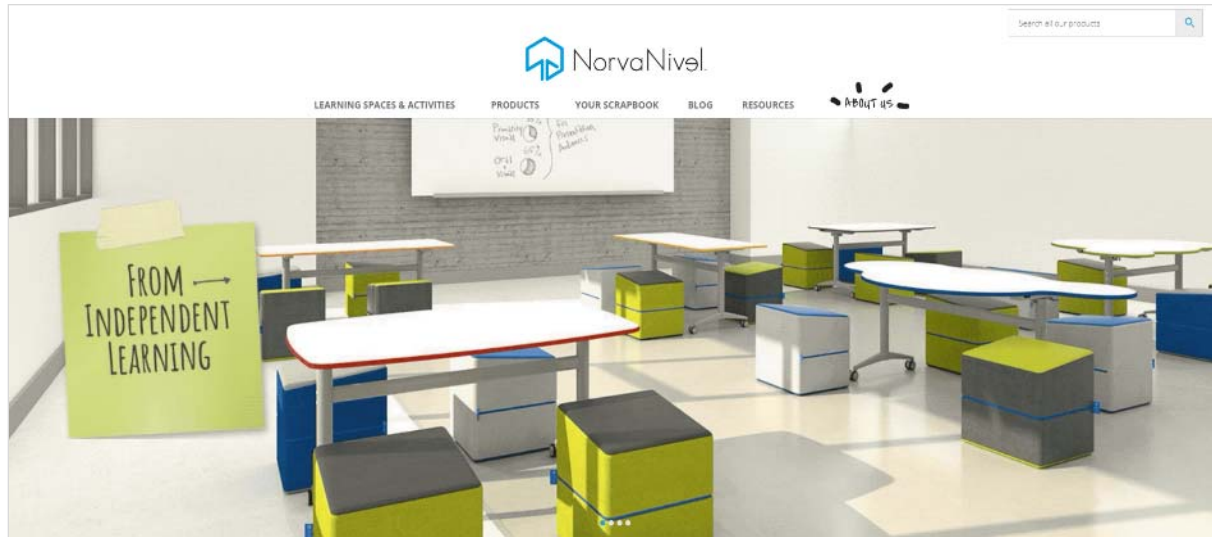 Search all our products
NorvaNivel.
LEARNING SPACES & ACTIVITIES PRODUCTS YOUR SCRAPBOOK BLOG RESOURCES ABOUT US
FROM →
INDEPENDENT
LEARNING